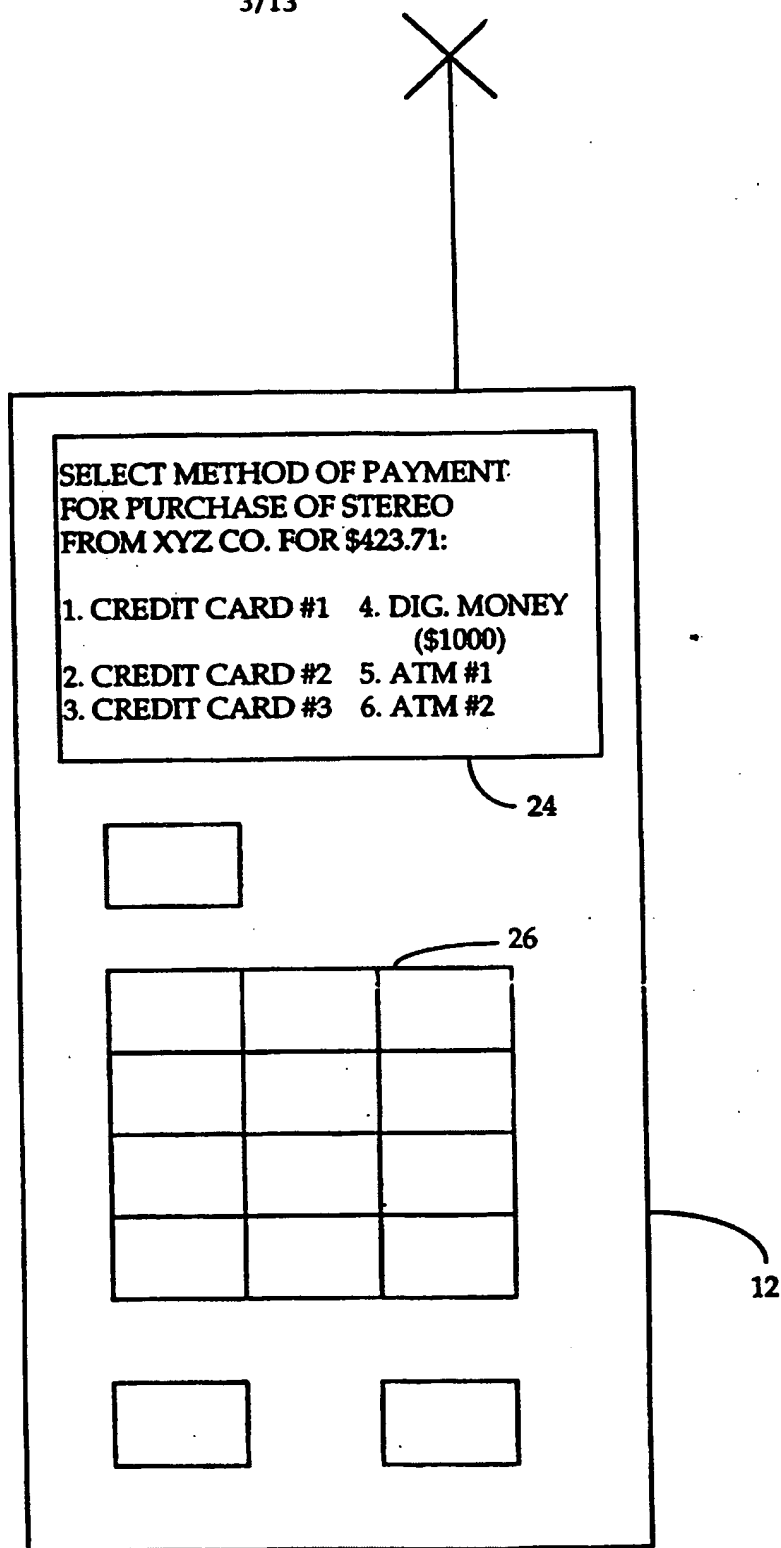 3/13
SELECT METHOD OF PAYMENT
FOR PURCHASE OF STEREO
FROM XYZ CO. FOR $423.71:
1. CREDIT CARD #1 4. DIG. MONEY
($1000)
2. CREDIT CARD #2 5. ATM #1
3. CREDIT CARD #3 6. ATM #2
24
26
12